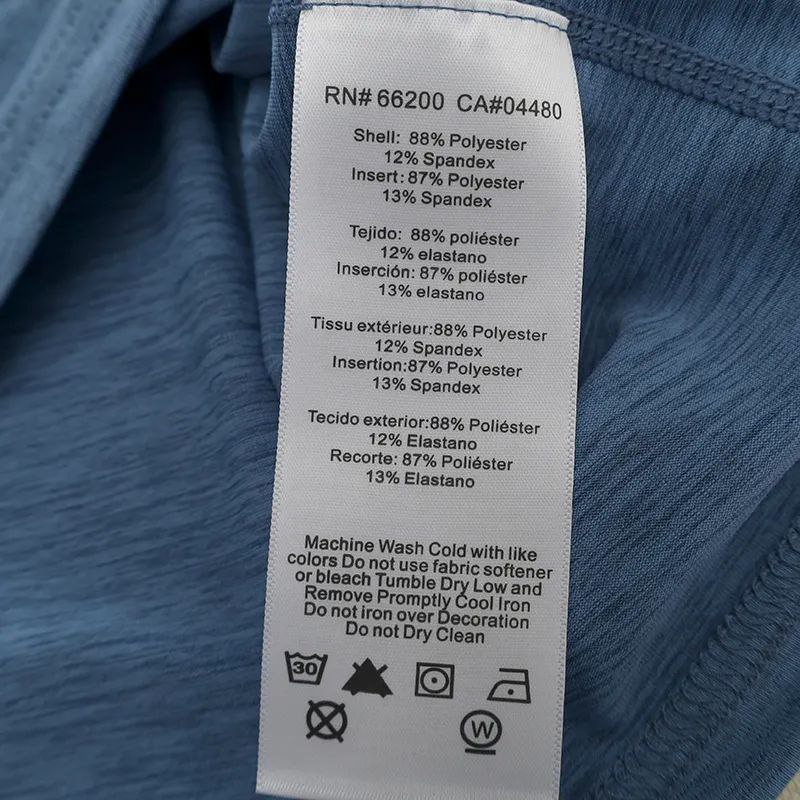 RN# 66200 CA#04480
Shell: 88% Polyester
12% Spandex
Insert: 87% Polyester
13% Spandex
Tejido: 88% poliéster
12% elastano
Inserción: 87% poliéster
13% elastano
Tissu extérieur:88% Polyester
12% Spandex
Insertion:87% Polyester
13% Spandex
Tecido exterior:88% Poliéster
12% Elastano
Recorte: 87% Poliéster
13% Elastano
Machine Wash Cold with like
colors Do not use fabric softener
or bleach Tumble Dry Low and
Remove Promptly Cool Iron
Do not iron over Decoration
Do not Dry Clean
30
W